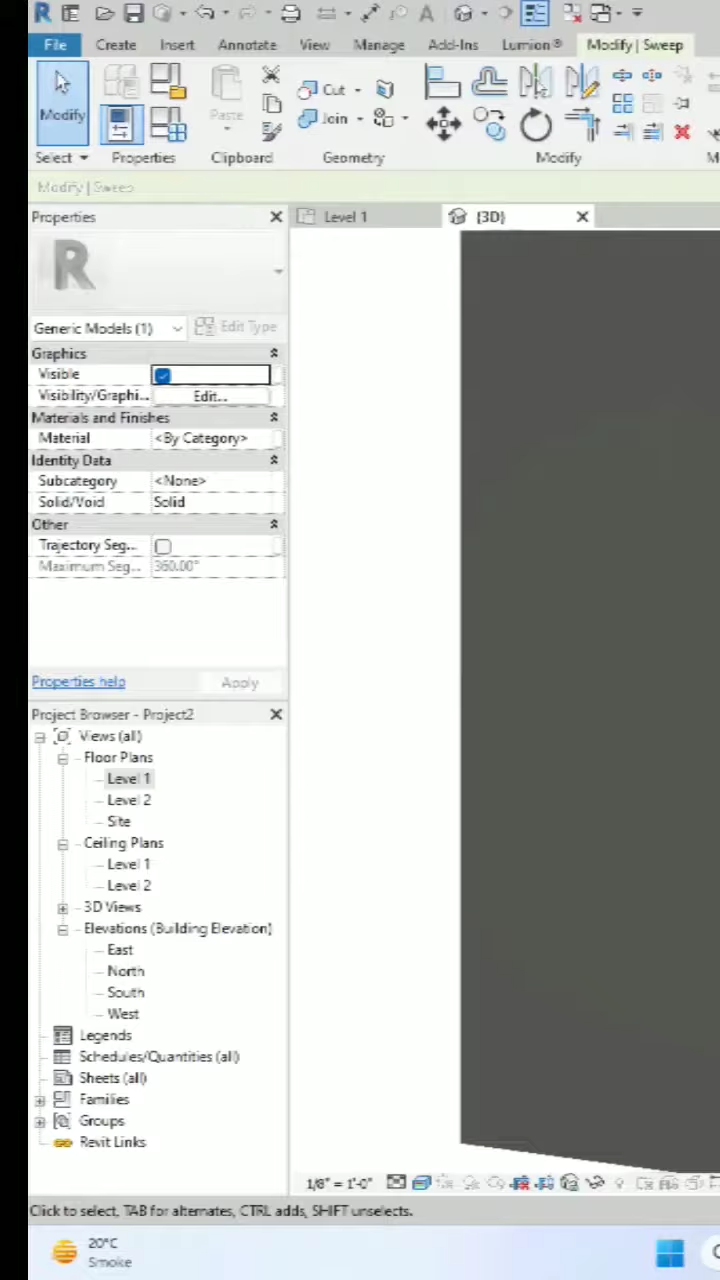 File Create Insert Annotate View Manage Add-Ins Lumion® Modify | Sweep
Modify Paste Cut
Join
Select Properties Clipboard Geometry Modify M
Modify | Sweep
Properties Level 1 {3D}
Generic Models (1) Edit Type
Graphics
Visible
Visibility/Graphi... Edit...
Materials and Finishes
Material <By Category>
Identity Data
Subcategory <None>
Solid/Void Solid
Other
Trajectory Seg...
Maximum Seg... 360.00°
Properties help Apply
Project Browser - Project2
Views (all)
Floor Plans
Level 1
Level 2
Site
Ceiling Plans
Level 1
Level 2
3D Views
Elevations (Building Elevation)
East
North
South
West
Legends
Schedules/Quantities (all)
Sheets (all)
Families
Groups
Revit Links
1/8" = 1'-0"
Click to select, TAB for alternates, CTRL adds, SHIFT unselects.
20°C
Smoke